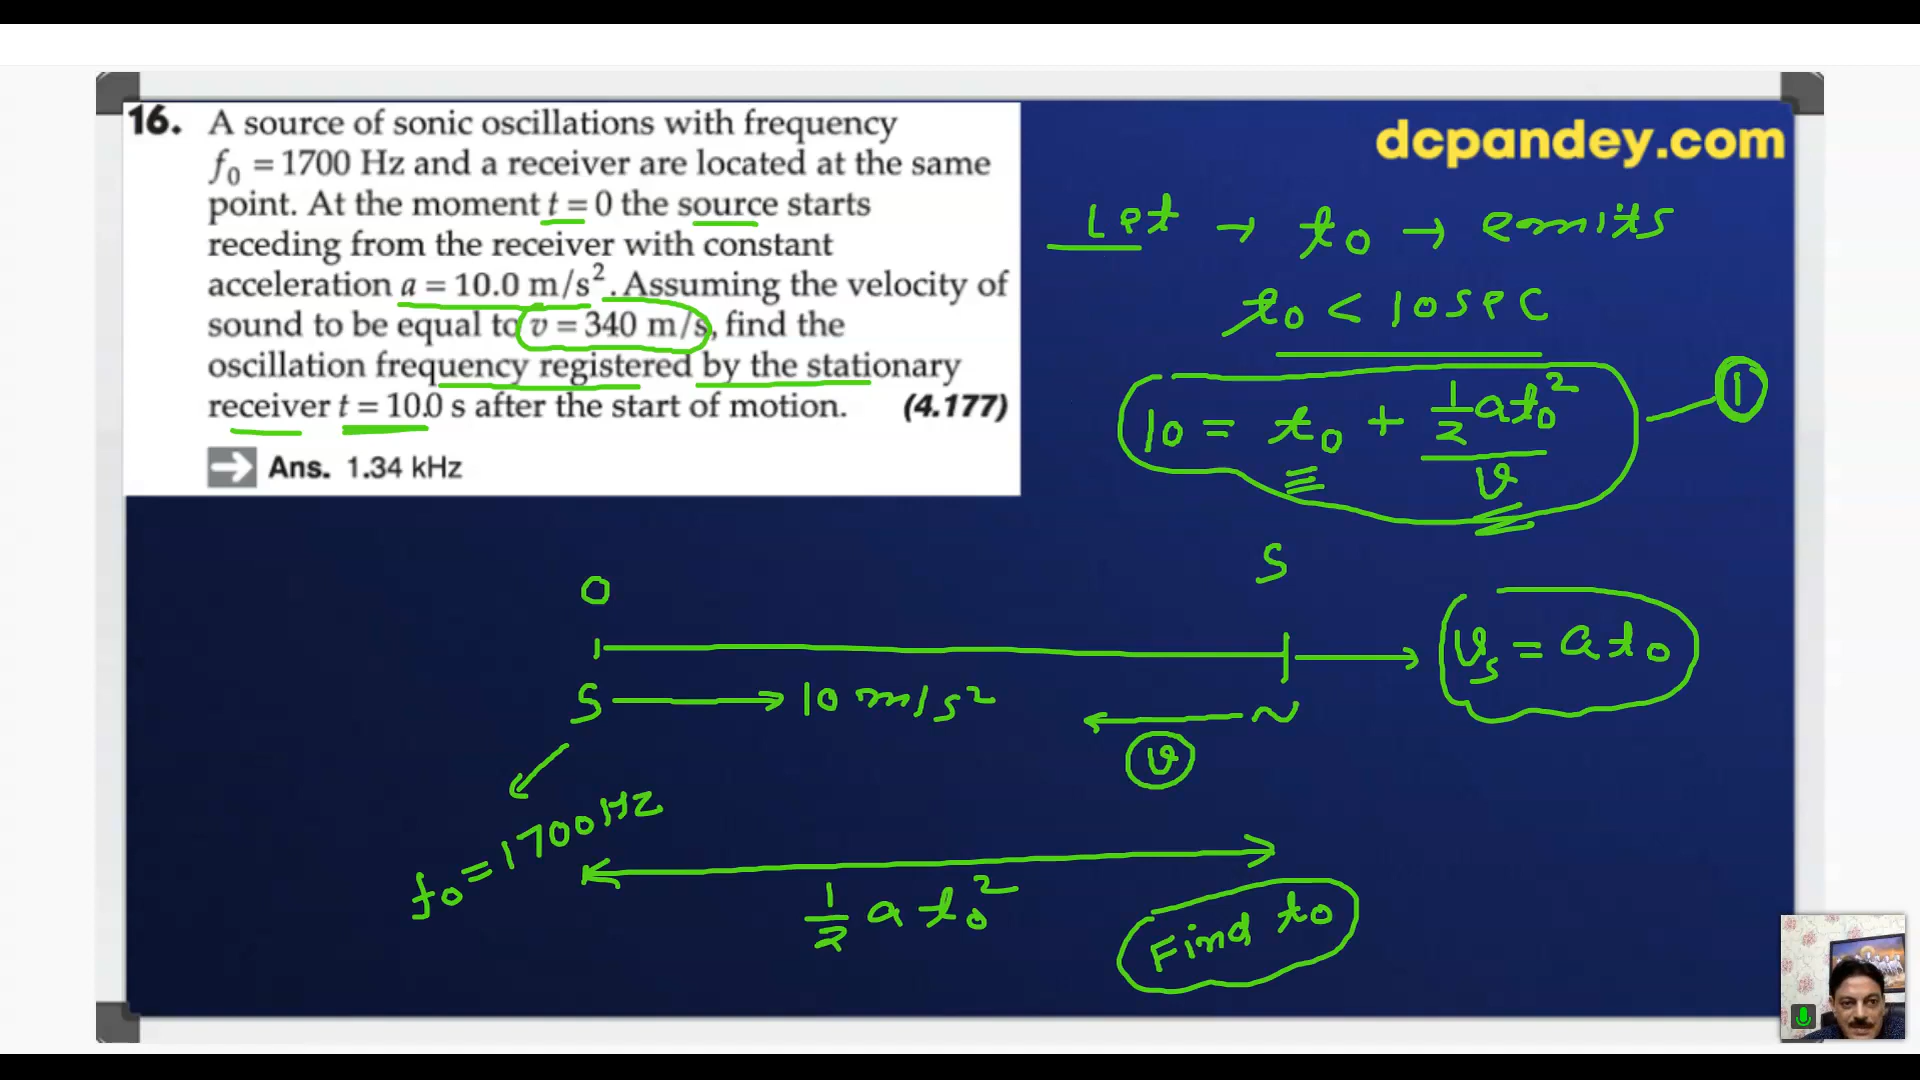 16. A source of sonic oscillations with frequency
f₀ = 1700 Hz and a receiver are located at the same
point. At the moment t = 0 the source starts
receding from the receiver with constant
acceleration a = 10.0 m/s². Assuming the velocity of
sound to be equal to v = 340 m/s, find the
oscillation frequency registered by the stationary
receiver t = 10.0 s after the start of motion. (4.177)
Ans. 1.34 kHz
dcpandey.com
Let → t₀ → emits
t₀ < 10 sec
10 = t₀ + ½at₀²/v
1
O
S
S → 10 m/s²
v
vₛ = at₀
f₀ = 1700 Hz
½ a t₀²
Find t₀